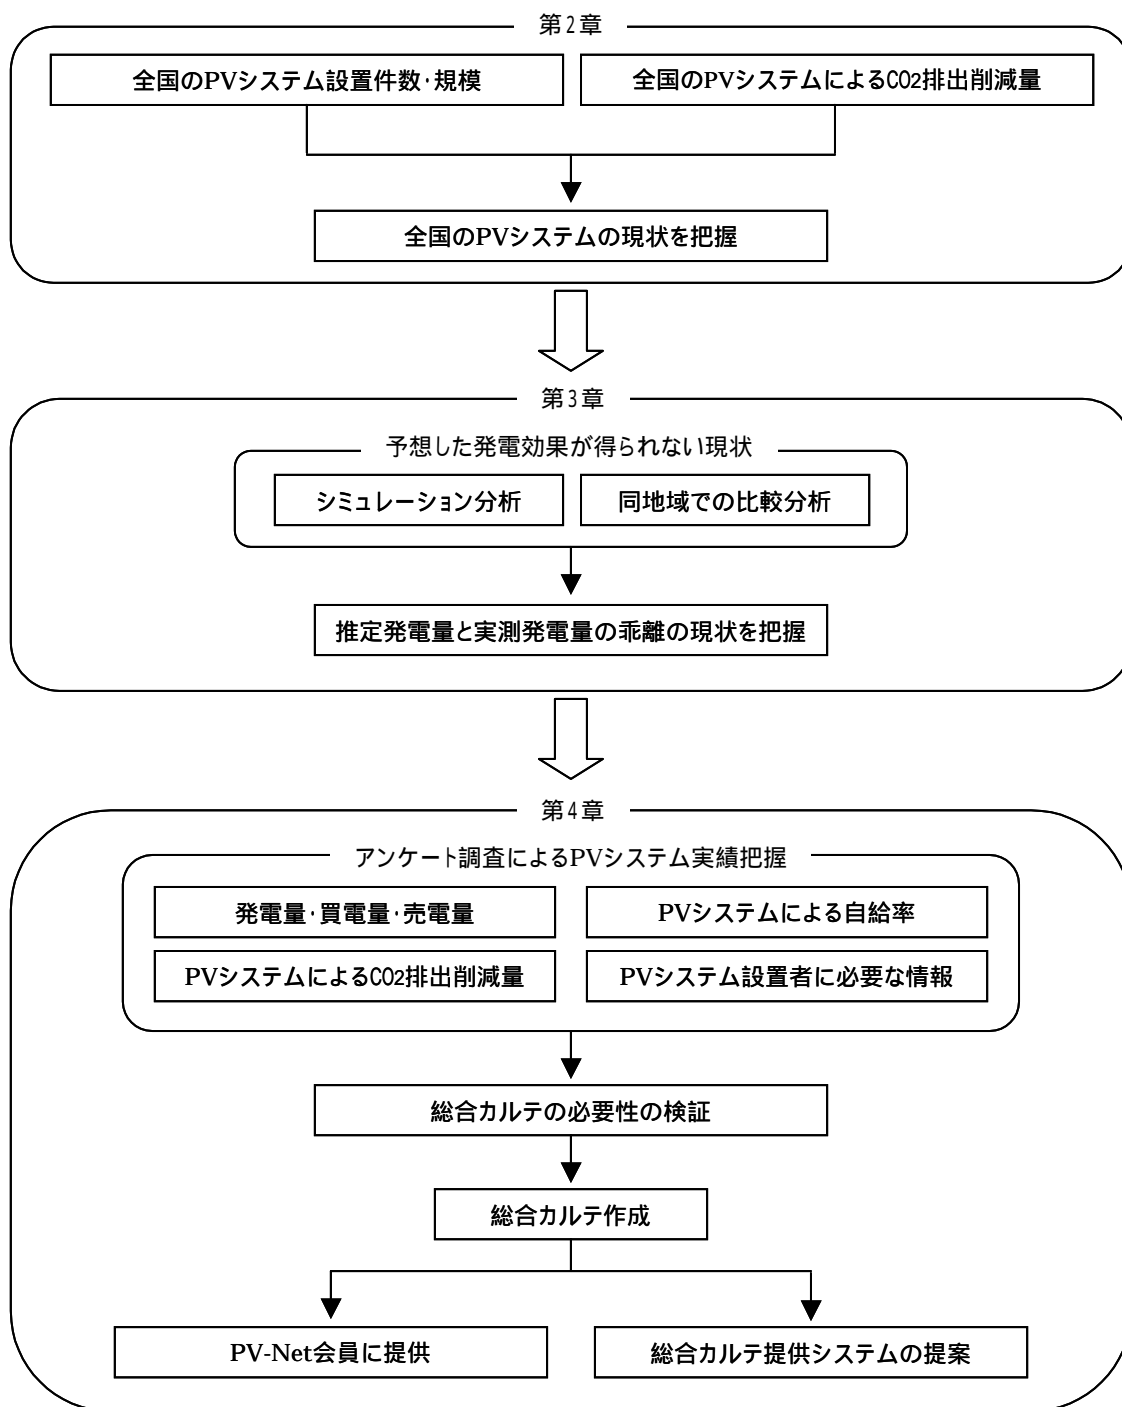 第2章
全国のPVシステム設置件数・規模
全国のPVシステムによるCO2排出削減量
全国のPVシステムの現状を把握
第3章
予想した発電効果が得られない現状
シミュレーション分析
同地域での比較分析
推定発電量と実測発電量の乖離の現状を把握
第4章
アンケート調査によるPVシステム実績把握
発電量・買電量・売電量
PVシステムによる自給率
PVシステムによるCO2排出削減量
PVシステム設置者に必要な情報
総合カルテの必要性の検証
総合カルテ作成
PV-Net会員に提供
総合カルテ提供システムの提案